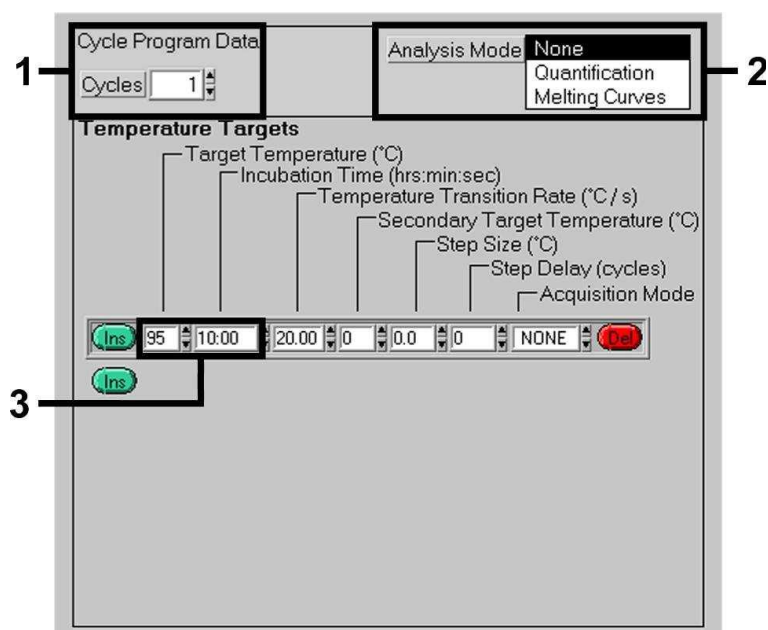 Cycle Program Data
Cycles 1
Analysis Mode None
Quantification
Melting Curves
1
2
Temperature Targets
Target Temperature (°C)
Incubation Time (hrs:min:sec)
Temperature Transition Rate (°C / s)
Secondary Target Temperature (°C)
Step Size (°C)
Step Delay (cycles)
Acquisition Mode
Ins 95 10:00 20.00 0 0.0 0 NONE Del
Ins
3